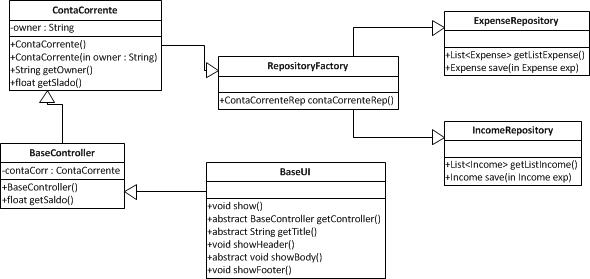 ContaCorrente
-owner : String
+ContaCorrente()
+ContaCorrente(in owner : String)
+String getOwner()
+float getSlado()
RepositoryFactory
+ContaCorrenteRep contaCorrenteRep()
ExpenseRepository
+List<Expense> getListExpense()
+Expense save(in Expense exp)
IncomeRepository
+List<Income> getListIncome()
+Income save(in Income exp)
BaseController
-contaCorr : ContaCorrente
+BaseController()
+float getSaldo()
BaseUI
+void show()
+abstract BaseController getController()
+abstract String getTitle()
+void showHeader()
+abstract void showBody()
+void showFooter()